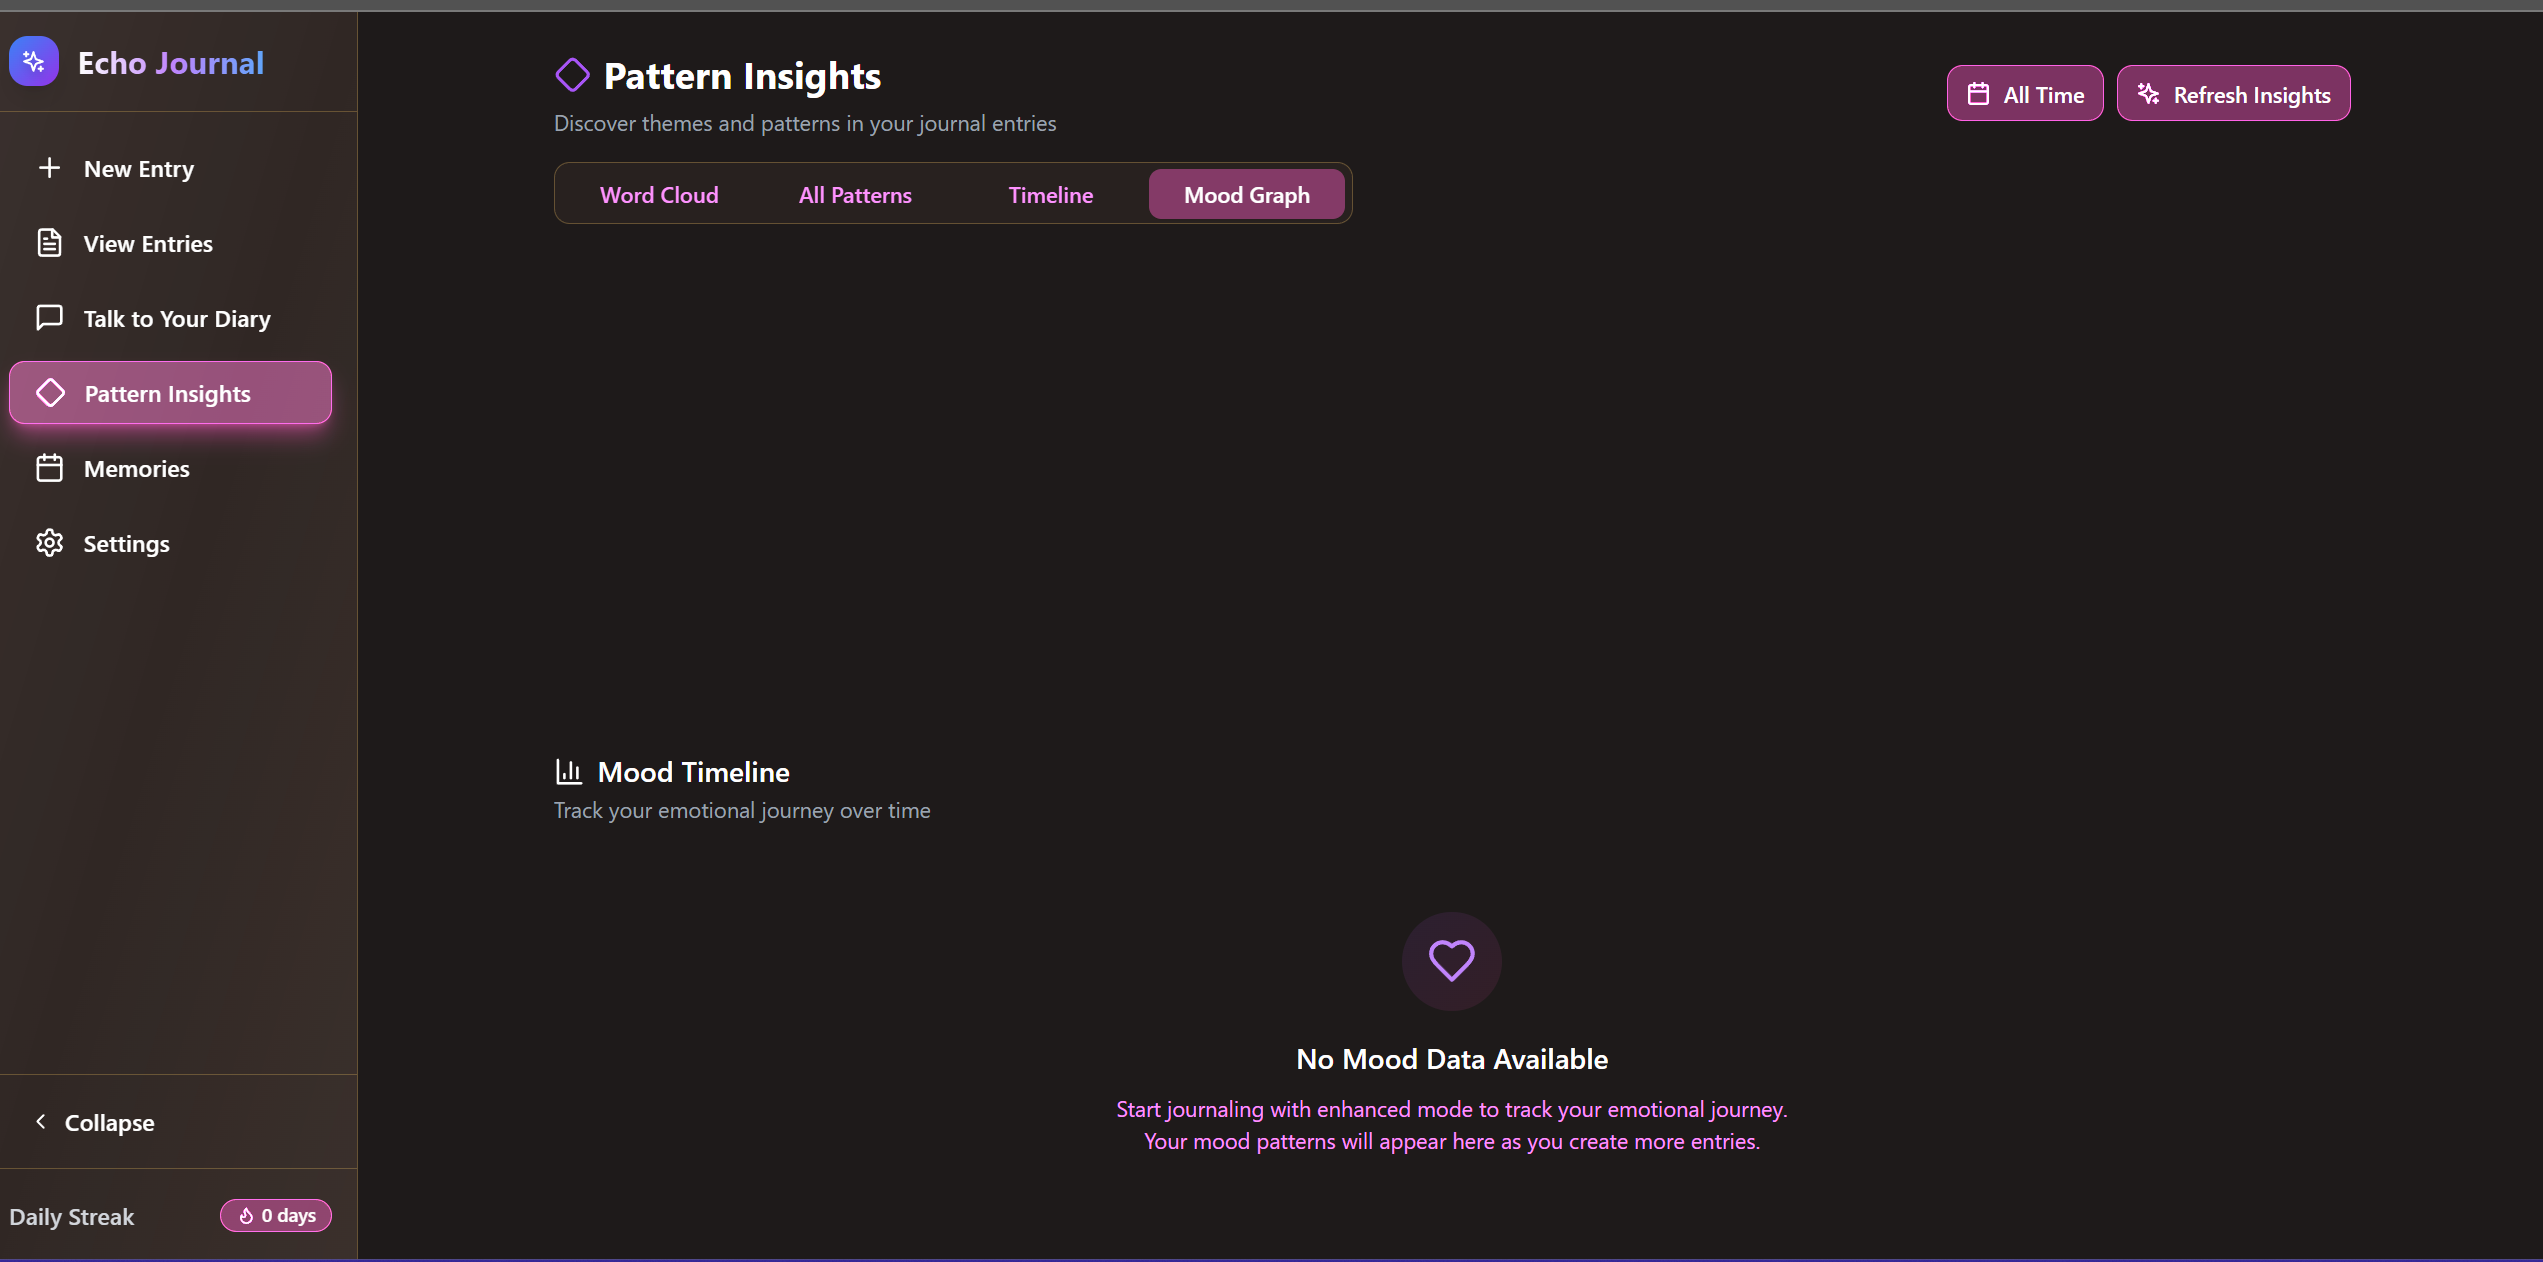 Echo Journal
New Entry
View Entries
Talk to Your Diary
Pattern Insights
Memories
Settings
Collapse
Daily Streak
0 days
Pattern Insights
Discover themes and patterns in your journal entries
All Time
Refresh Insights
Word Cloud
All Patterns
Timeline
Mood Graph
Mood Timeline
Track your emotional journey over time
No Mood Data Available
Start journaling with enhanced mode to track your emotional journey.
Your mood patterns will appear here as you create more entries.